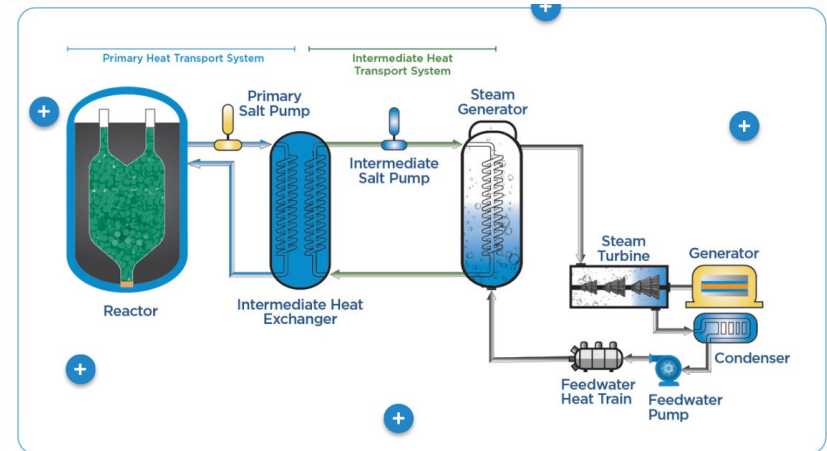 Primary Heat Transport System
Intermediate Heat
Transport System
Primary
Salt Pump
Steam
Generator
Intermediate
Salt Pump
Steam
Turbine
Generator
Reactor
Intermediate Heat
Exchanger
Condenser
Feedwater
Heat Train
Feedwater
Pump